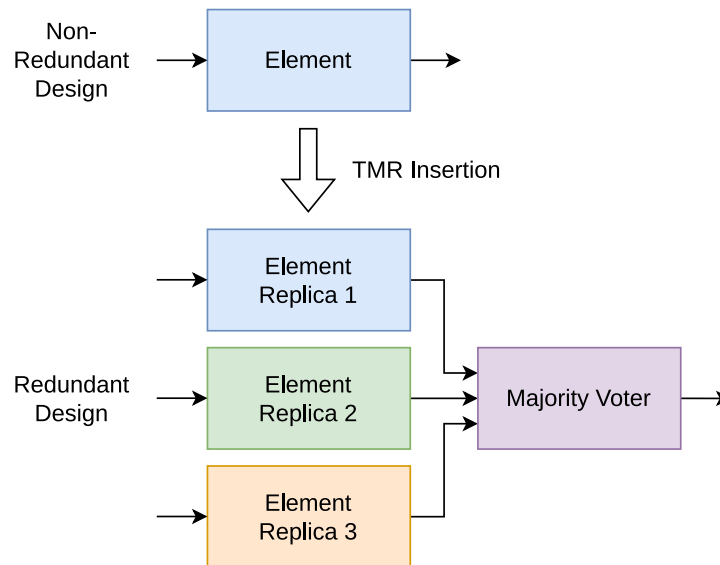 Non-
Redundant
Design
Element
TMR Insertion
Element
Replica 1
Redundant
Design
Element
Replica 2
Majority Voter
Element
Replica 3